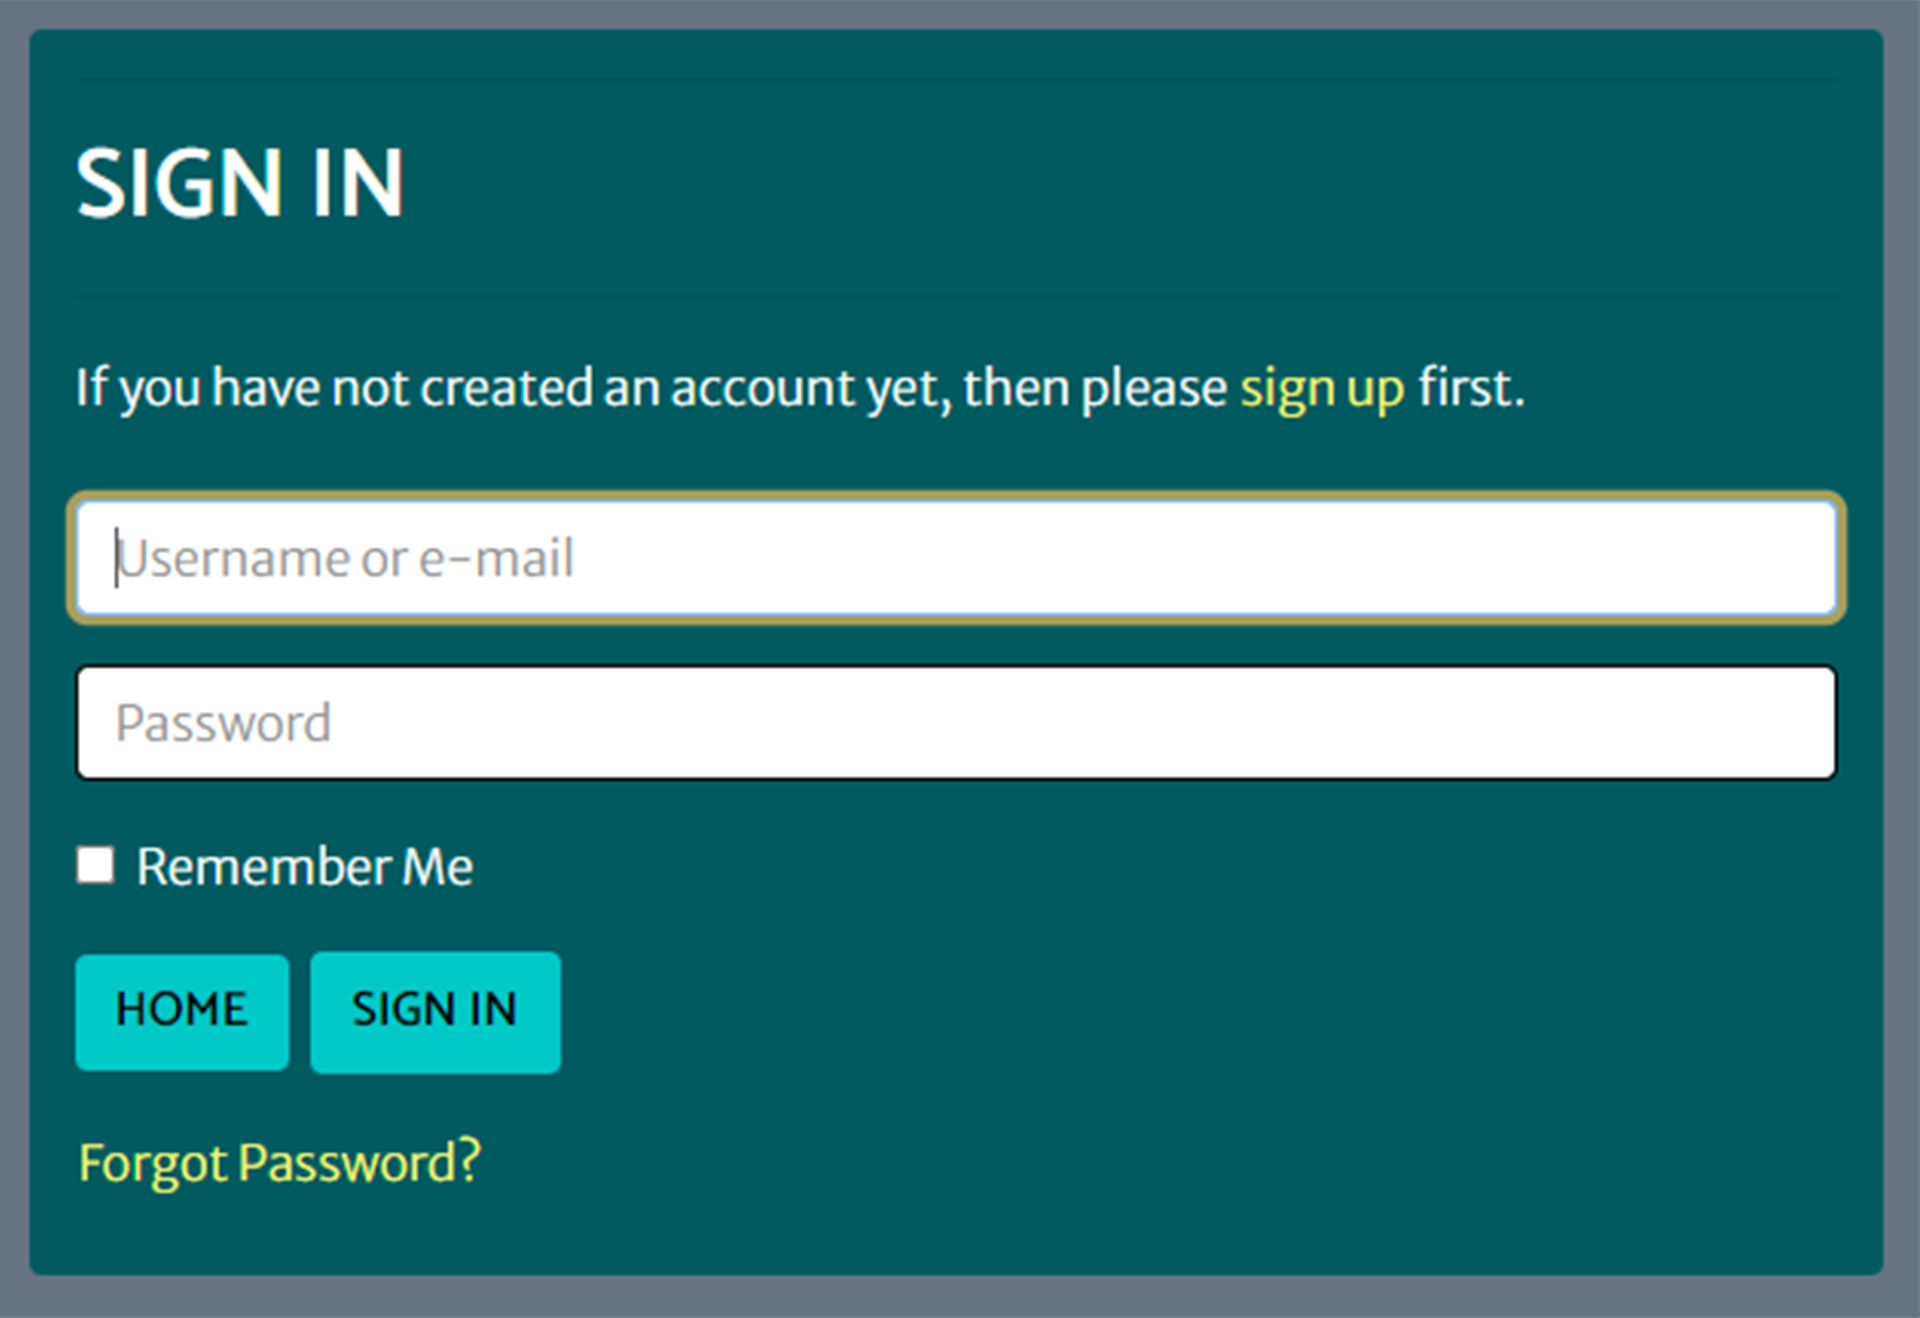 SIGN IN
If you have not created an account yet, then please sign up first.
Username or e-mail
Password
Remember Me
HOME SIGN IN
Forgot Password?